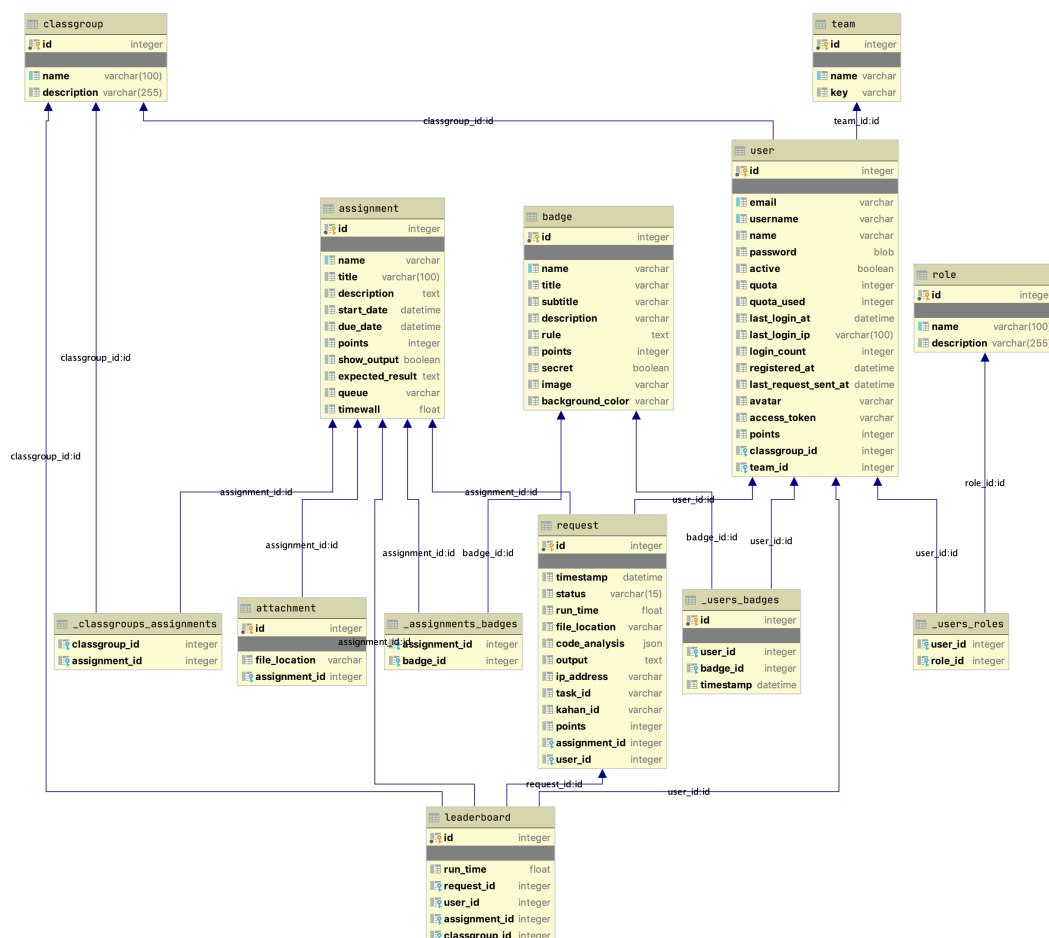 classgroup
id integer
name varchar(100)
description varchar(255)
team
id integer
name varchar
key varchar
classgroup_id:id
team_id:id
user
id integer
email varchar
username varchar
name varchar
password blob
active boolean
quota integer
quota_used integer
last_login_at datetime
last_login_ip varchar(100)
login_count integer
registered_at datetime
last_request_sent_at datetime
avatar varchar
access_token varchar
points integer
classgroup_id integer
team_id integer
assignment
id integer
name varchar
title varchar(100)
description text
start_date datetime
due_date datetime
points integer
show_output boolean
expected_result text
queue varchar
timewall float
badge
id integer
name varchar
title varchar
subtitle varchar
description varchar
rule text
points integer
secret boolean
image varchar
background_color varchar
role
id intege
name varchar(100)
description varchar(255)
classgroup_id:id
classgroup_id:id
assignment_id:id
assignment_id:id
user_id:id
role_id:id
assignment_id:id
assignment_id:id
badge_id:id
badge_id:id
user_id:id
user_id:id
request
id integer
timestamp datetime
status varchar(15)
run_time float
file_location varchar
code_analysis json
output text
ip_address varchar
task_id varchar
kahan_id varchar
points integer
assignment_id integer
user_id integer
_classgroups_assignments
classgroup_id integer
assignment_id integer
attachment
id integer
file_location varchar
assignment_id integer
assignment_id:id
_assignments_badges
assignment_id integer
badge_id integer
_users_badges
id integer
user_id integer
badge_id integer
timestamp datetime
_users_roles
user_id integer
role_id integer
request_id:id
user_id:id
leaderboard
id integer
run_time float
request_id integer
user_id integer
assignment_id integer
classgroup_id integer